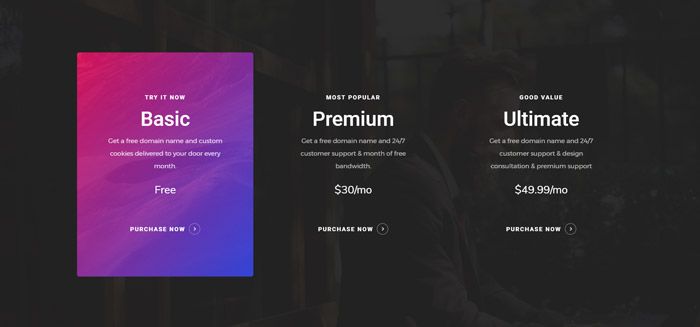 TRY IT NOW
Basic
Get a free domain name and custom
cookies delivered to your door every
month.
Free
PURCHASE NOW
MOST POPULAR
Premium
Get a free domain name and 24/7
customer support & month of free
bandwidth.
$30/mo
PURCHASE NOW
GOOD VALUE
Ultimate
Get a free domain name and 24/7
customer support & design
consultation & premium support
$49.99/mo
PURCHASE NOW